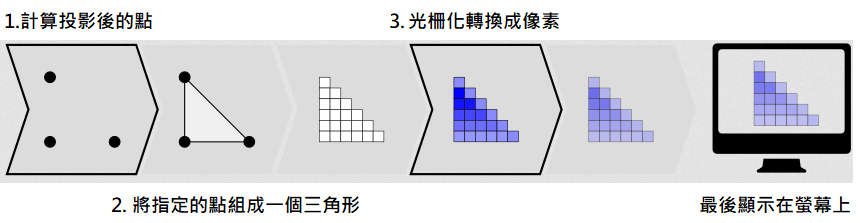 1.計算投影後的點
3. 光柵化轉換成像素
2. 將指定的點組成一個三角形
最後顯示在螢幕上